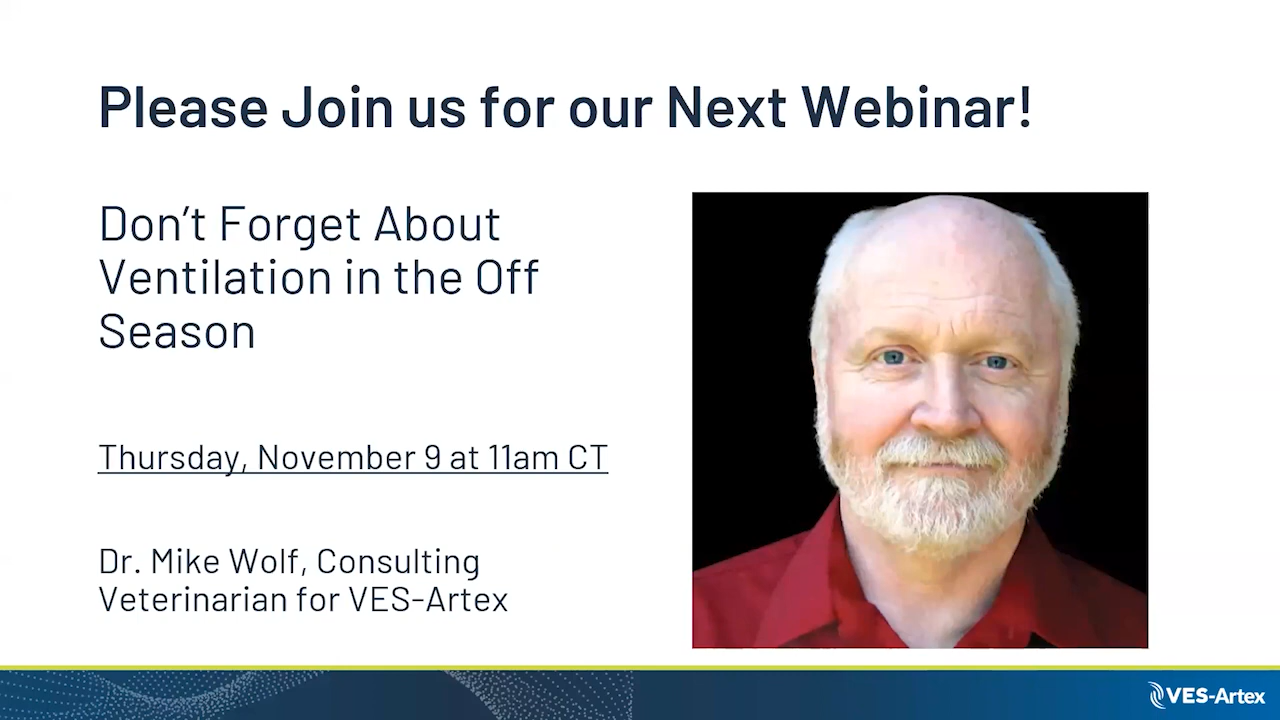 Please Join us for our Next Webinar!
Don’t Forget About
Ventilation in the Off
Season
Thursday, November 9 at 11am CT
Dr. Mike Wolf, Consulting
Veterinarian for VES-Artex
VES-Artex